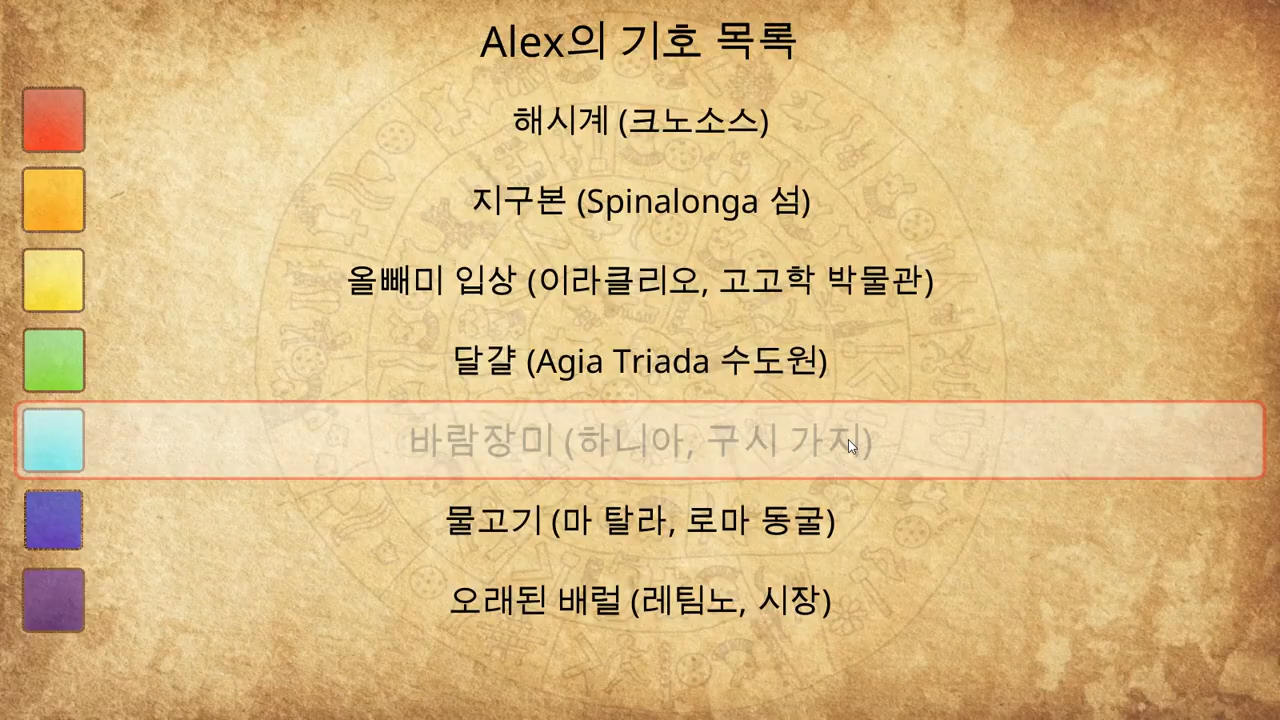 Alex의 기호 목록
해시계 (크노소스)
지구본 (Spinalonga 섬)
올빼미 입상 (이라클리오, 고고학 박물관)
달걀 (Agia Triada 수도원)
바람장미 (하니아, 구시 가지)
물고기 (마 탈라, 로마 동굴)
오래된 배럴 (레팀노, 시장)